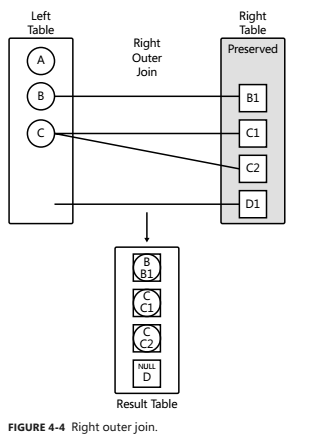 Left
Table
Right
Outer
Join
Right
Table
Preserved
A
B
C
B1
C1
C2
D1
B
B1
C
C1
C
C2
NULL
D
Result Table
FIGURE 4-4 Right outer join.